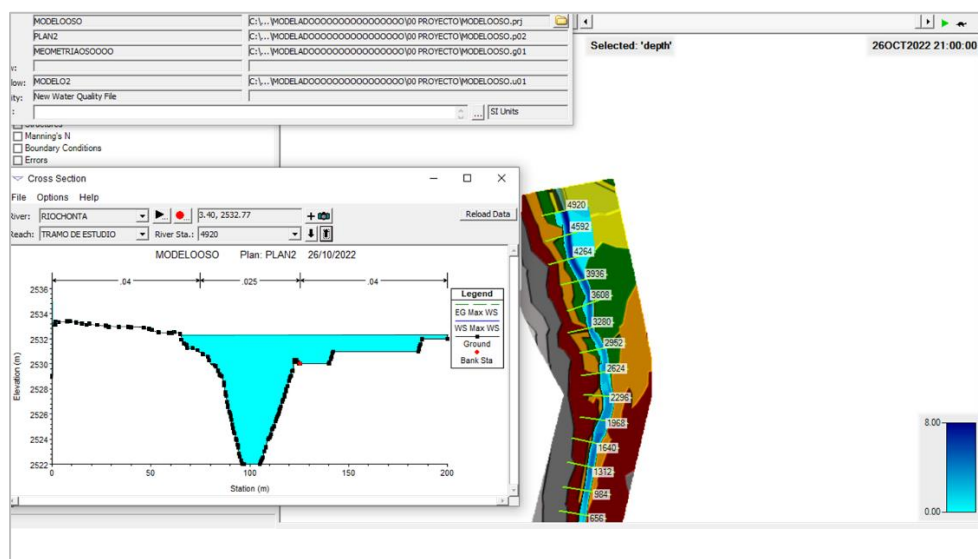 MODELOOSO C:\,...\MODELADOOOOOOOOOOOOOOOOO\00 PROYECTO\MODELOOSO.prj
PLAN2 C:\,...\MODELADOOOOOOOOOOOOOOOOO\00 PROYECTO\MODELOOSO.p02
MEOMETRIAOSOOOO C:\,...\MODELADOOOOOOOOOOOOOOOOO\00 PROYECTO\MODELOOSO.g01
MODELO2 C:\,...\MODELADOOOOOOOOOOOOOOOOO\00 PROYECTO\MODELOOSO.u01
New Water Quality File
... SI Units
Selected: 'depth' 26OCT2022 21:00:00
Manning's N
Boundary Conditions
Errors
Cross Section
File Options Help
River: RIOCHONTA 3.40, 2532.77 Reload Data
Reach: TRAMO DE ESTUDIO River Sta.: 4920
MODELOOSO Plan: PLAN2 26/10/2022
.04 .025 .04
Legend
EG Max WS
WS Max WS
Ground
Bank Sta
2536
2534
2532
2530
2528
2526
2524
2522
Elevation (m)
0 50 100 150 200
Station (m)
4920
4592
4264
3936
3608
3280
2952
2624
2296
1968
1640
1312
984
656
8.00
0.00